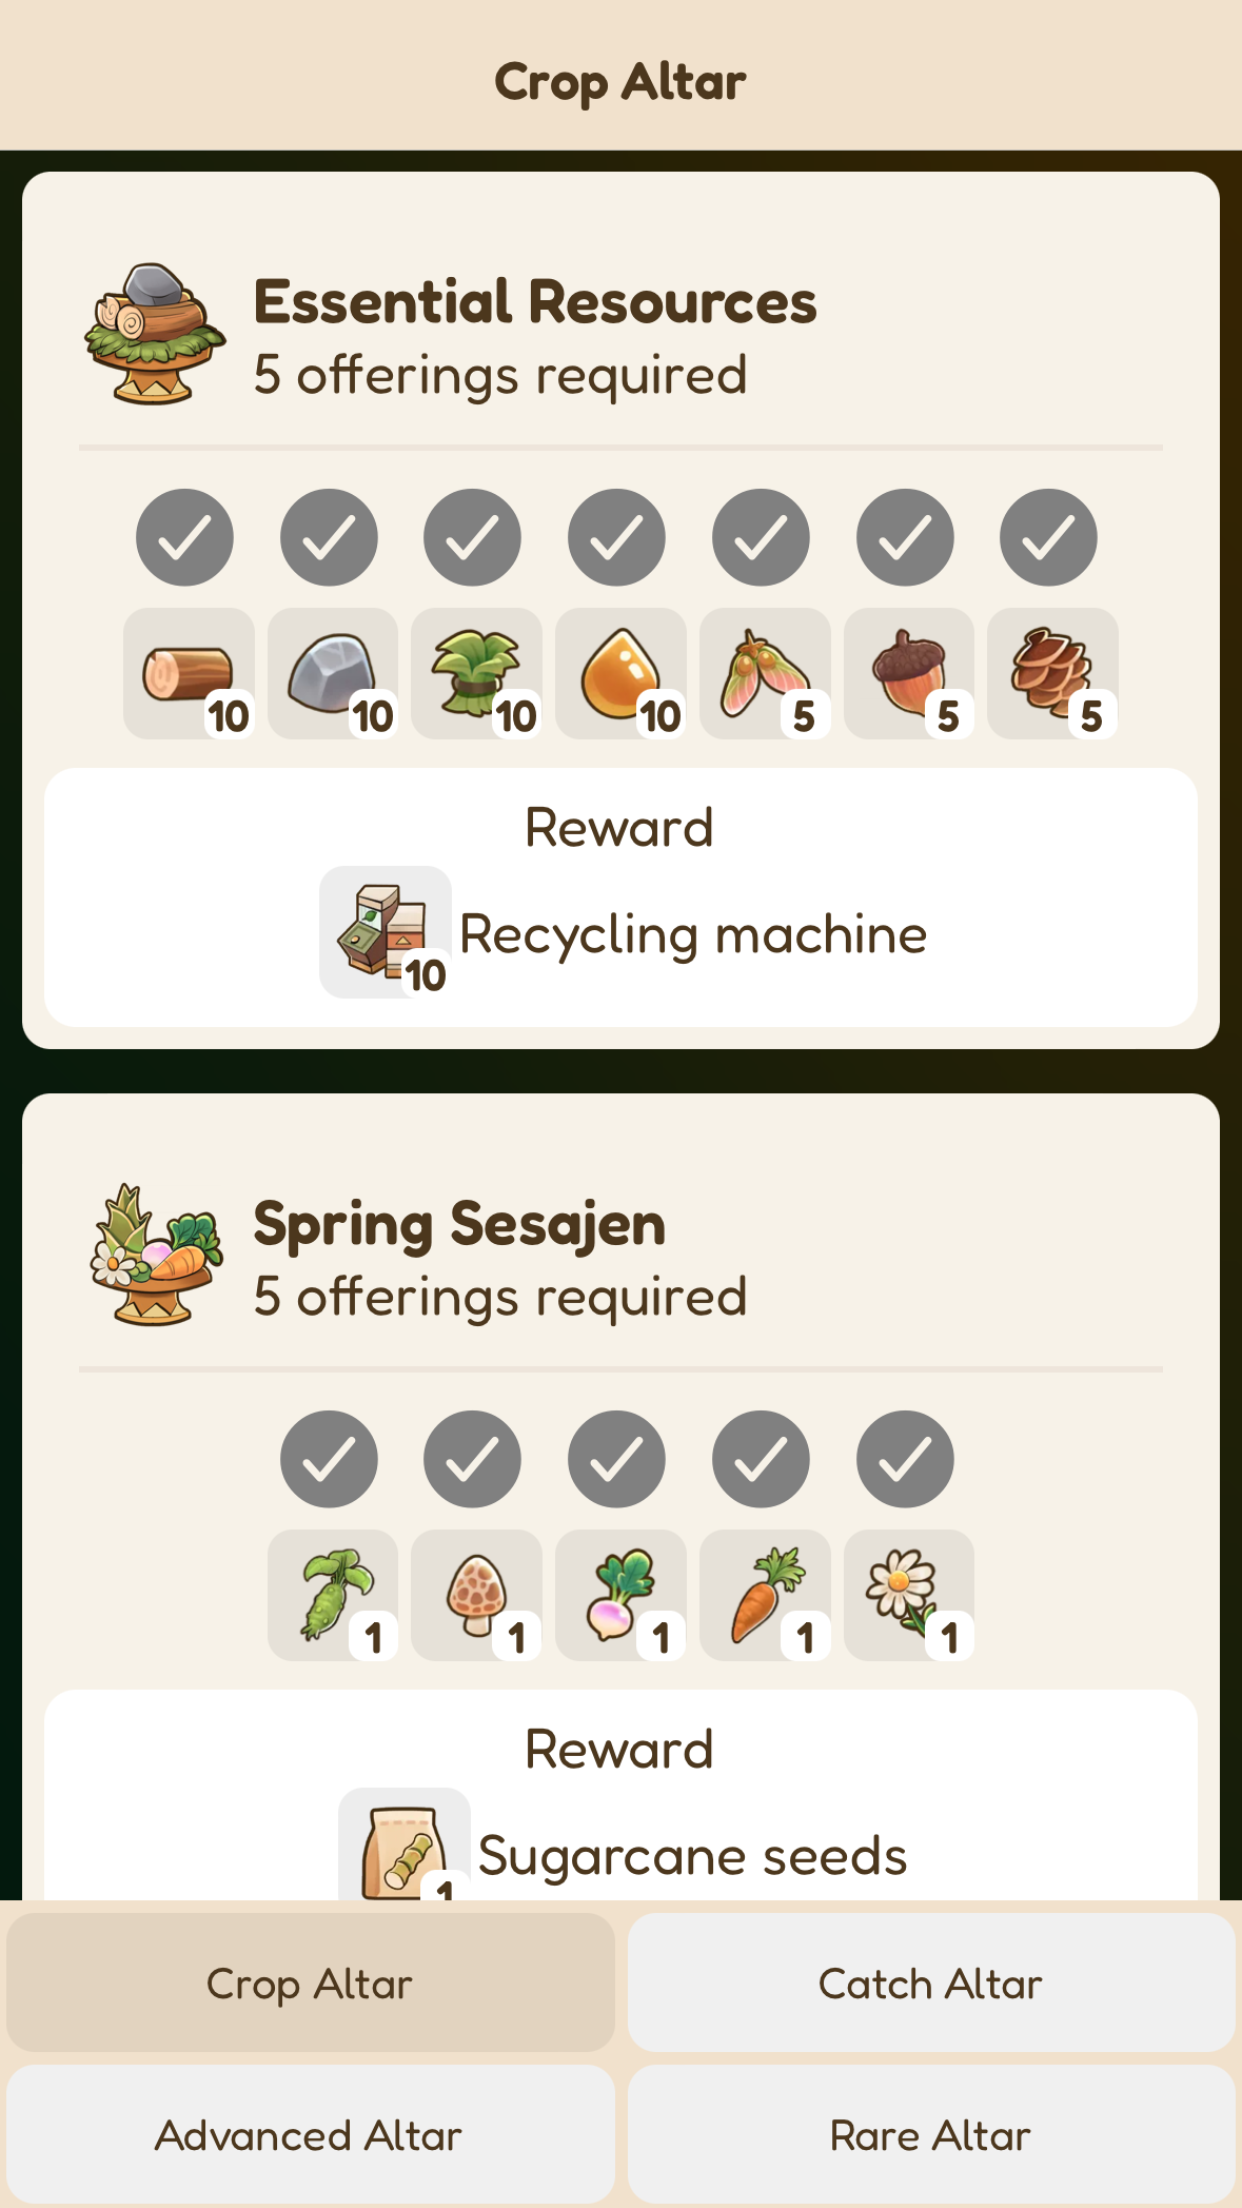 Crop Altar
Essential Resources
5 offerings required
10 10 10 10 5 5 5
Reward
10
Recycling machine
Spring Sesajen
5 offerings required
1 1 1 1 1
Reward
1
Sugarcane seeds
Crop Altar
Catch Altar
Advanced Altar
Rare Altar